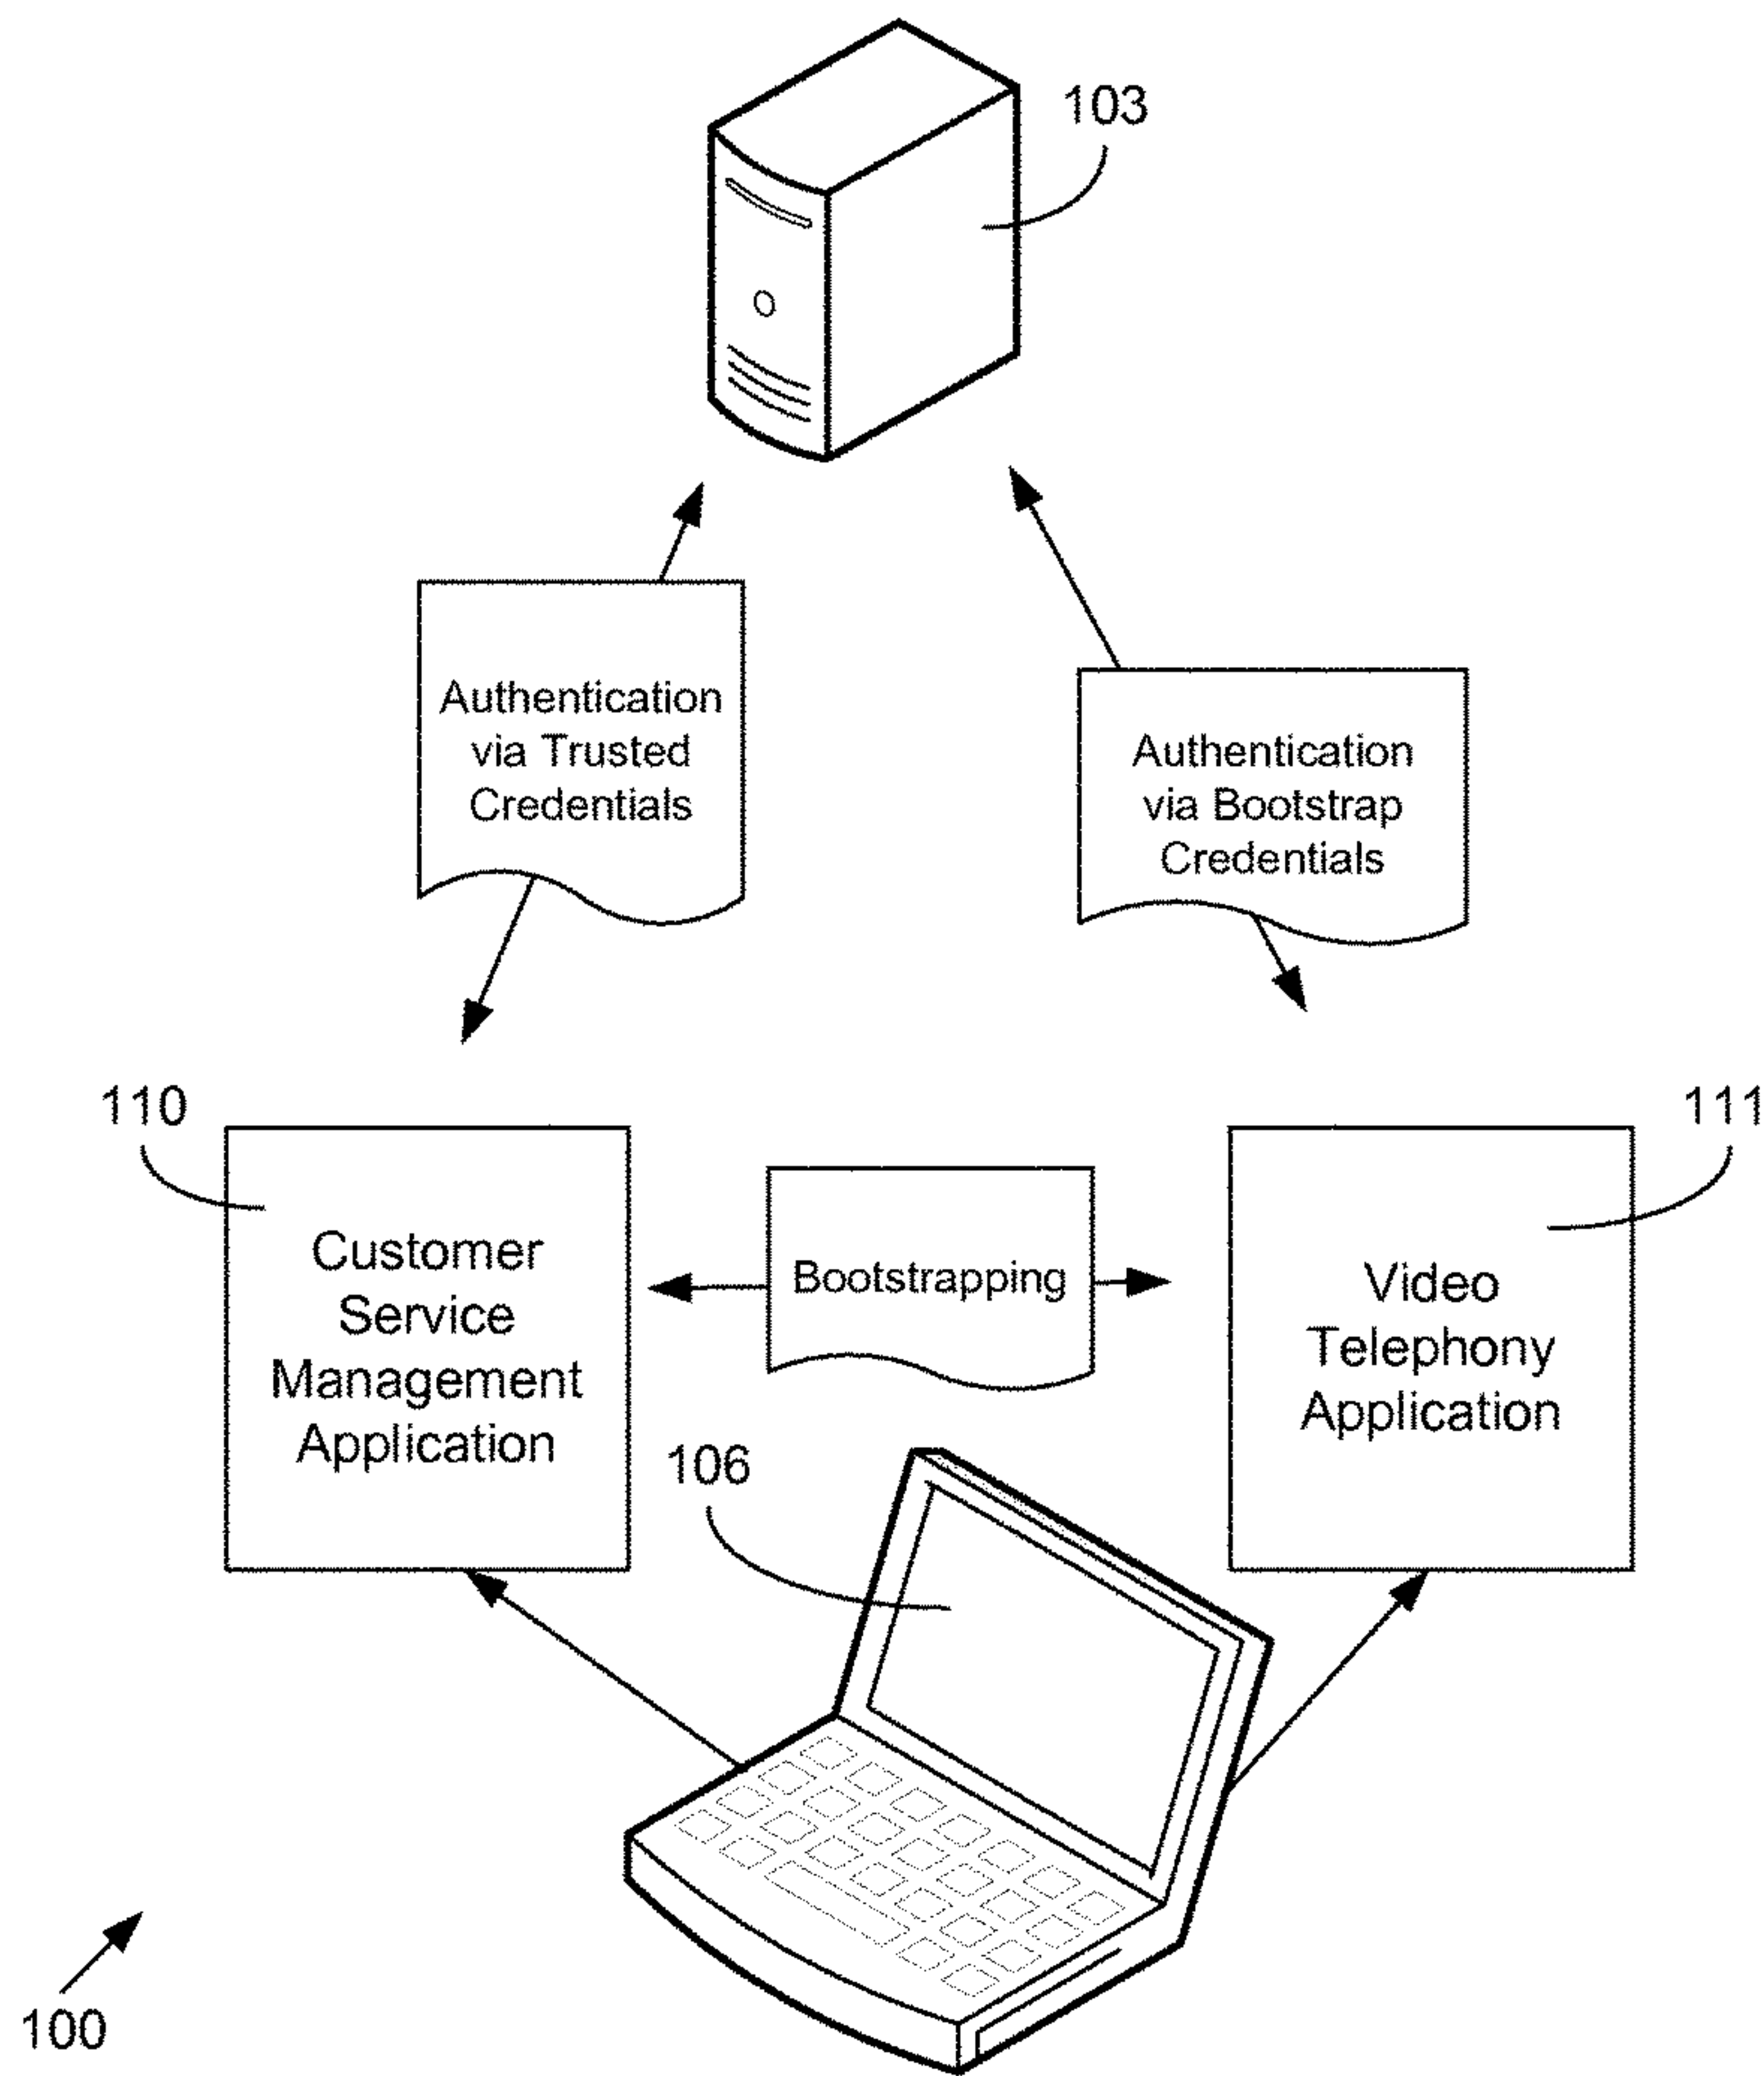 103
Authentication
via Trusted
Credentials
Authentication
via Bootstrap
Credentials
110
111
Customer
Service
Management
Application
Bootstrapping
Video
Telephony
Application
106
100